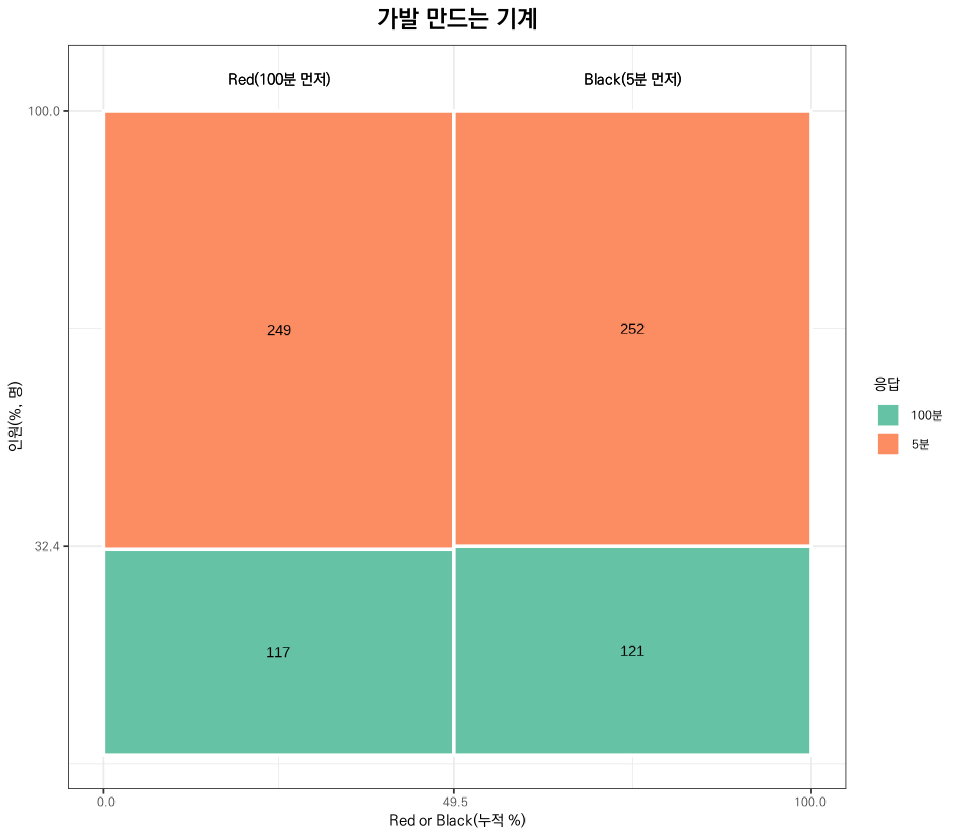 가발 만드는 기계
Red(100분 먼저)
Black(5분 먼저)
100.0
249
252
인원(%, 명)
응답
100분
5분
32.4
117
121
0.0
49.5
100.0
Red or Black(누적 %)